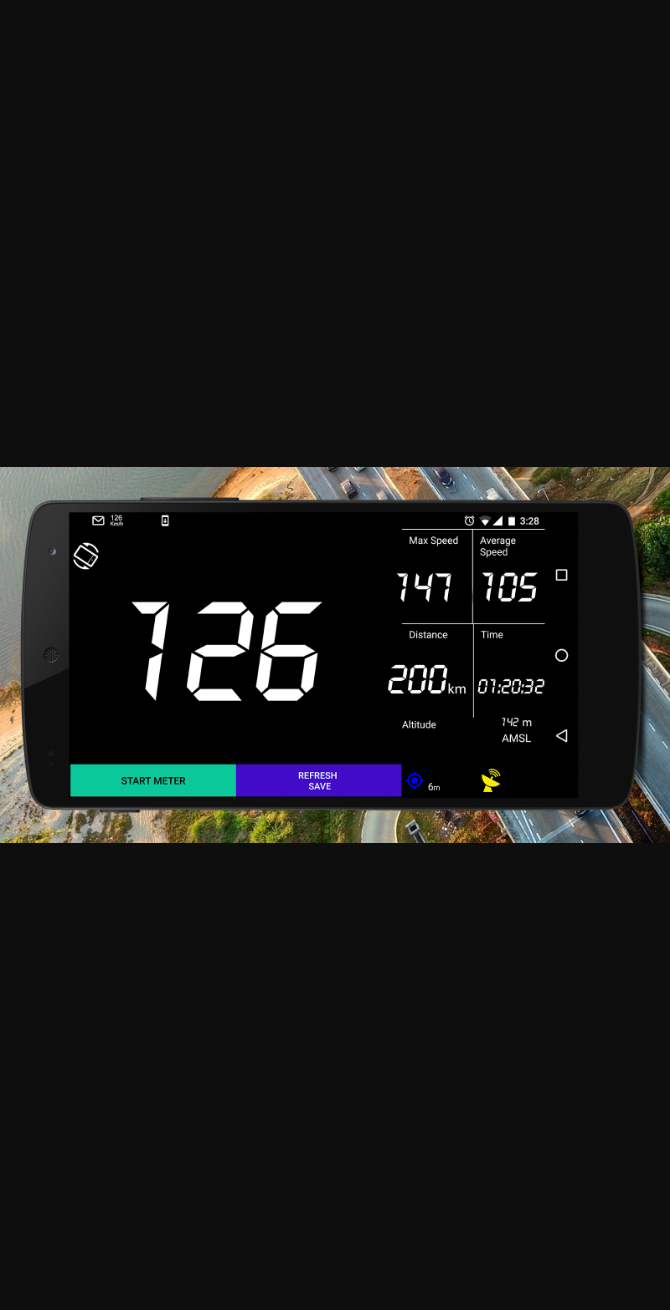 126
Km/h
3:28
Max Speed
Average
Speed
147
105
126
Distance
Time
200km
01:20:32
Altitude
142 m
AMSL
START METER
REFRESH
SAVE
6m